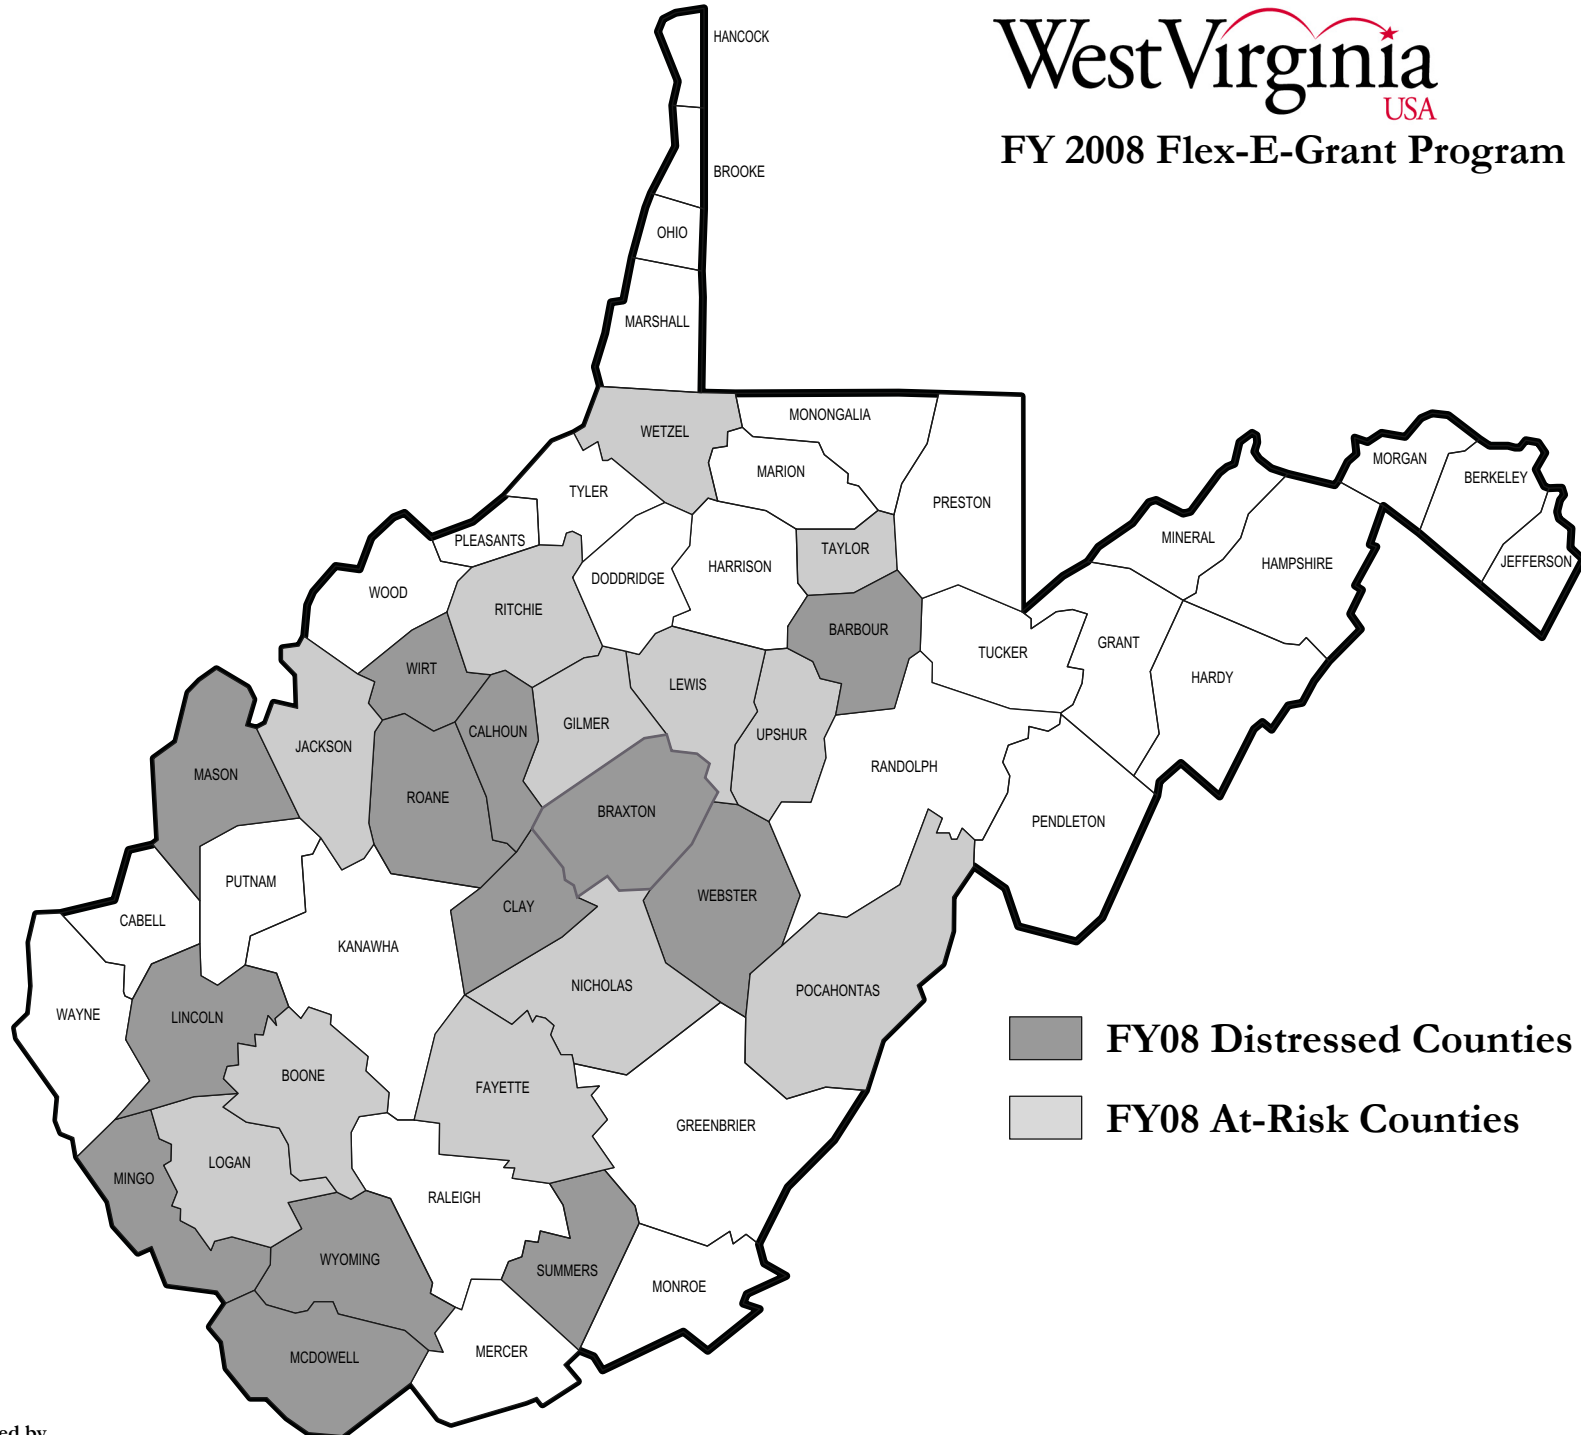 West Virginia
USA
FY 2008 Flex-E-Grant Program
HANCOCK
BROOKE
OHIO
MARSHALL
WETZEL
MONONGALIA
MARION
TYLER
PRESTON
MORGAN
BERKELEY
JEFFERSON
MINERAL
HAMPSHIRE
PLEASANTS
TAYLOR
HARRISON
DODDRIDGE
WOOD
RITCHIE
BARBOUR
TUCKER
GRANT
HARDY
WIRT
LEWIS
GILMER
CALHOUN
UPSHUR
JACKSON
MASON
RANDOLPH
ROANE
BRAXTON
PENDLETON
PUTNAM
WEBSTER
CLAY
CABELL
KANAWHA
NICHOLAS
POCAHONTAS
WAYNE
LINCOLN
FY08 Distressed Counties
BOONE
FAYETTE
FY08 At-Risk Counties
GREENBRIER
LOGAN
MINGO
RALEIGH
WYOMING
SUMMERS
MONROE
MERCER
MCDOWELL